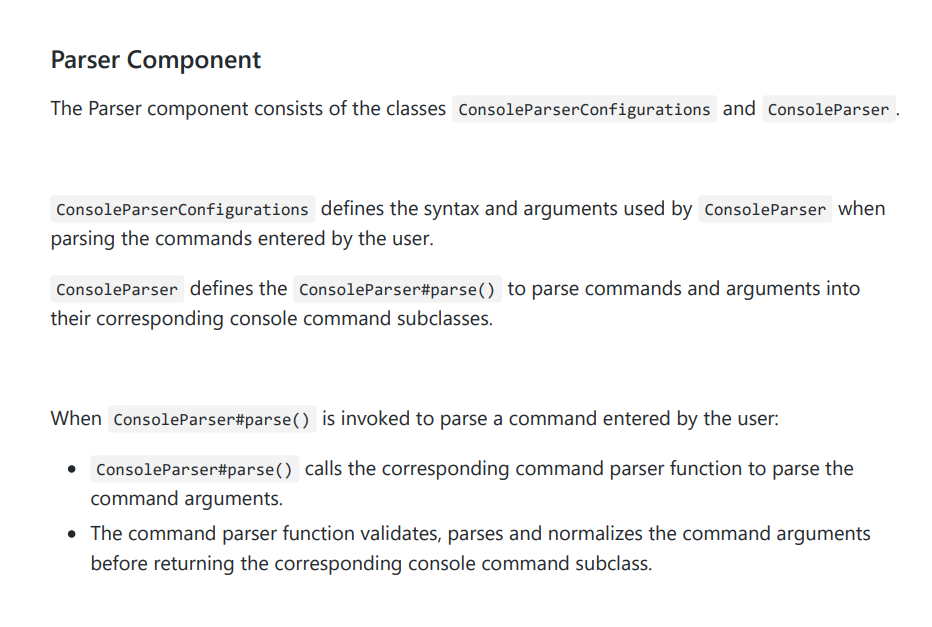 Parser Component
The Parser component consists of the classes ConsoleParserConfigurations and ConsoleParser.
ConsoleParserConfigurations defines the syntax and arguments used by ConsoleParser when
parsing the commands entered by the user.
ConsoleParser defines the ConsoleParser#parse() to parse commands and arguments into
their corresponding console command subclasses.
When ConsoleParser#parse() is invoked to parse a command entered by the user:
• ConsoleParser#parse() calls the corresponding command parser function to parse the
command arguments.
• The command parser function validates, parses and normalizes the command arguments
before returning the corresponding console command subclass.